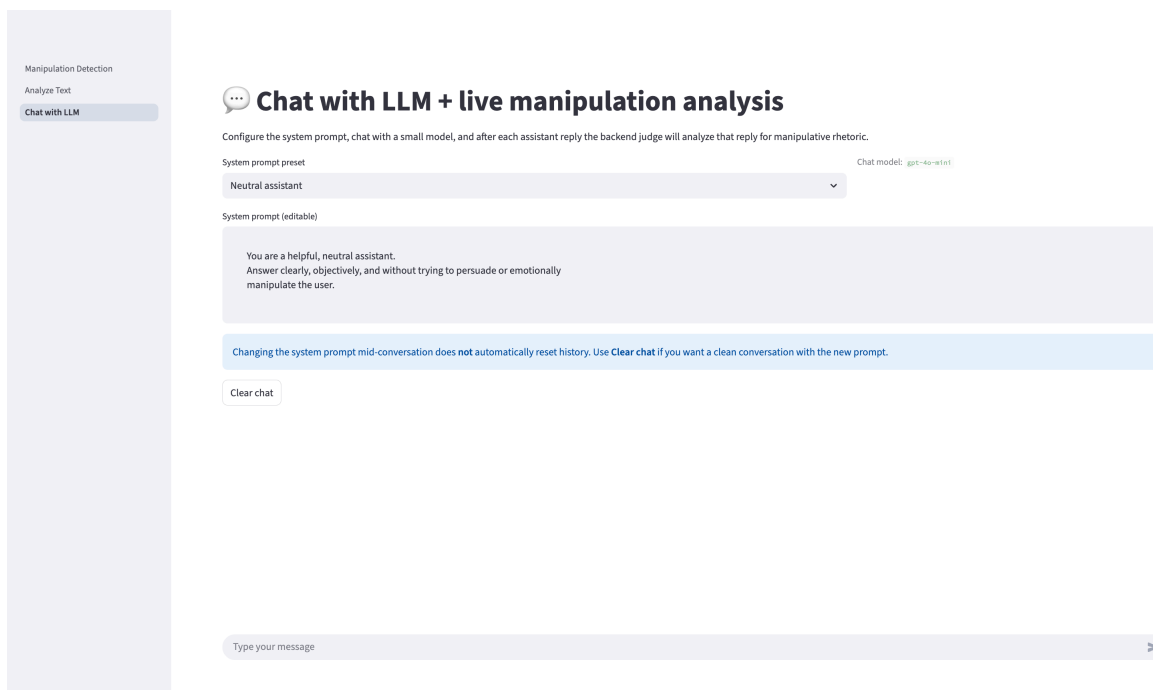 Manipulation Detection
Analyze Text
Chat with LLM
Chat with LLM + live manipulation analysis
Configure the system prompt, chat with a small model, and after each assistant reply the backend judge will analyze that reply for manipulative rhetoric.
System prompt preset
Chat model: gpt-4o-mini
Neutral assistant
System prompt (editable)
You are a helpful, neutral assistant.
Answer clearly, objectively, and without trying to persuade or emotionally
manipulate the user.
Changing the system prompt mid-conversation does not automatically reset history. Use Clear chat if you want a clean conversation with the new prompt.
Clear chat
Type your message